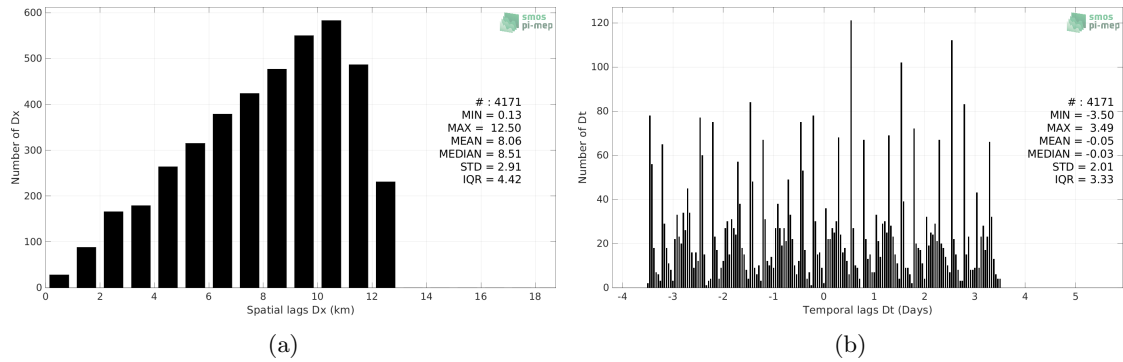 600
500
400
300
200
100
0
Number of Dx
smos
pi-mep
# : 4171
MIN = 0.13
MAX = 12.50
MEAN = 8.06
MEDIAN = 8.51
STD = 2.91
IQR = 4.42
0 2 4 6 8 10 12 14 16 18
Spatial lags Dx (km)
(a)
120
100
80
60
40
20
0
Number of Dt
smos
pi-mep
# : 4171
MIN = -3.50
MAX = 3.49
MEAN = -0.05
MEDIAN = -0.03
STD = 2.01
IQR = 3.33
-4 -3 -2 -1 0 1 2 3 4 5
Temporal lags Dt (Days)
(b)